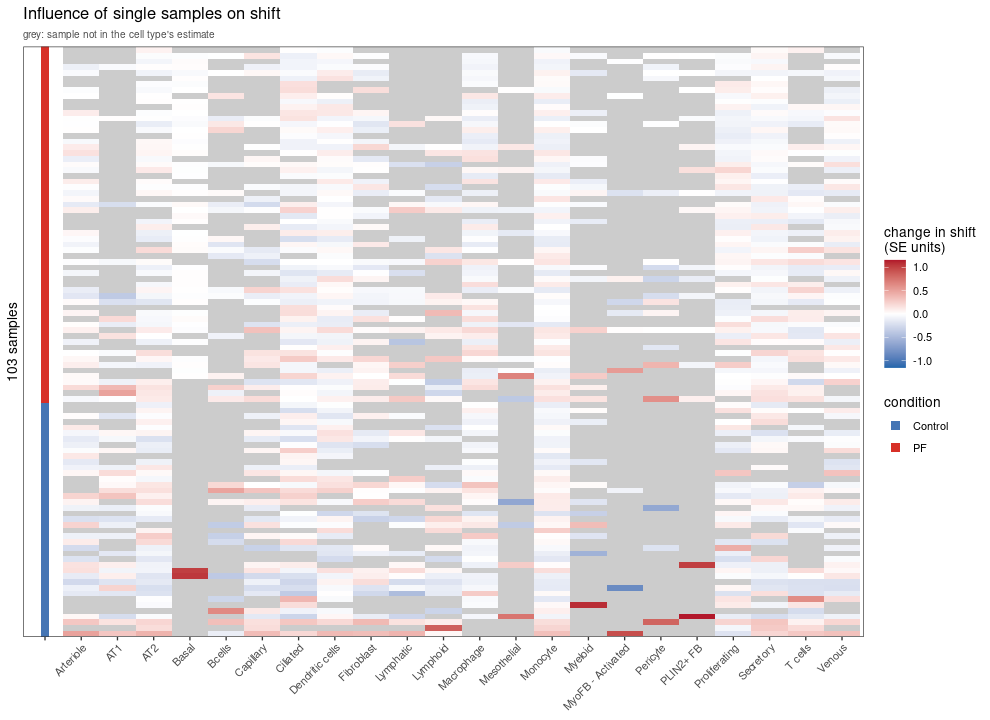 Influence of single samples on shift
grey: sample not in the cell type's estimate
103 samples
change in shift
(SE units)
1.0
0.5
0.0
-0.5
-1.0
condition
Control
PF
Arteriole
AT1
AT2
Basal
Bcells
Capillary
Ciliated
Dendritic cells
Fibroblast
Lymphatic
Lymphoid
Macrophage
Mesothelial
Monocyte
Myeloid
MyoFB - Activated
Pericyte
PLIN2+ FB
Proliferating
Secretory
T cells
Venous